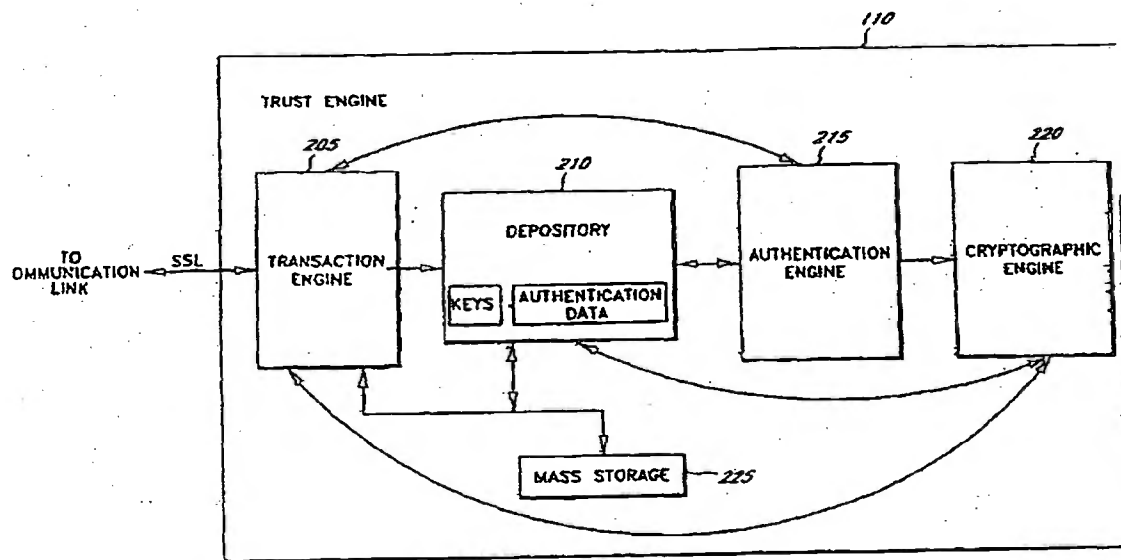 110
TRUST ENGINE
205
210
215
220
DEPOSITORY
TO
OMMUNICATION
LINK
SSL
TRANSACTION
ENGINE
KEYS
AUTHENTICATION
DATA
AUTHENTICATION
ENGINE
CRYPTOGRAPHIC
ENGINE
MASS STORAGE
225